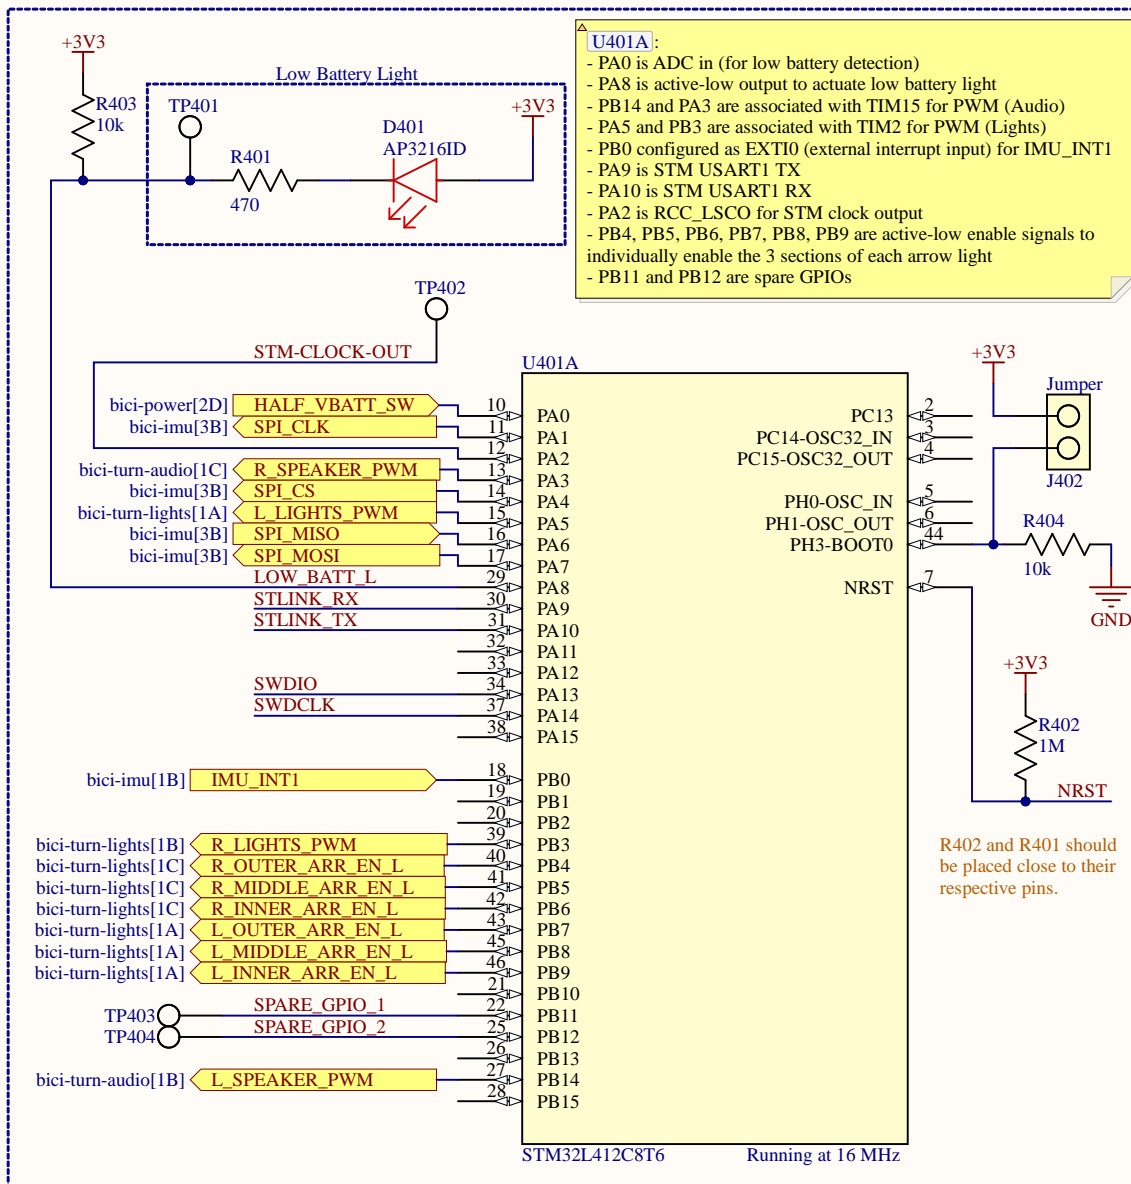 +3V3
R403
10k
Low Battery Light
TP401
R401
470
D401
AP3216ID
+3V3
U401A:
- PA0 is ADC in (for low battery detection)
- PA8 is active-low output to actuate low battery light
- PB14 and PA3 are associated with TIM15 for PWM (Audio)
- PA5 and PB3 are associated with TIM2 for PWM (Lights)
- PB0 configured as EXTI0 (external interrupt input) for IMU_INT1
- PA9 is STM USART1 TX
- PA10 is STM USART1 RX
- PA2 is RCC_LSCO for STM clock output
- PB4, PB5, PB6, PB7, PB8, PB9 are active-low enable signals to
individually enable the 3 sections of each arrow light
- PB11 and PB12 are spare GPIOs
TP402
STM-CLOCK-OUT
U401A
bici-power[2D] HALF_VBATT_SW 10 PA0
bici-imu[3B] SPI_CLK 11 PA1
12 PA2
bici-turn-audio[1C] R_SPEAKER_PWM 13 PA3
bici-imu[3B] SPI_CS 14 PA4
bici-turn-lights[1A] L_LIGHTS_PWM 15 PA5
bici-imu[3B] SPI_MISO 16 PA6
bici-imu[3B] SPI_MOSI 17 PA7
LOW_BATT_L 29 PA8
STLINK_RX 30 PA9
STLINK_TX 31 PA10
32 PA11
33 PA12
SWDIO 34 PA13
SWDCLK 37 PA14
38 PA15
bici-imu[1B] IMU_INT1 18 PB0
19 PB1
20 PB2
bici-turn-lights[1B] R_LIGHTS_PWM 39 PB3
bici-turn-lights[1C] R_OUTER_ARR_EN_L 40 PB4
bici-turn-lights[1C] R_MIDDLE_ARR_EN_L 41 PB5
bici-turn-lights[1C] R_INNER_ARR_EN_L 42 PB6
bici-turn-lights[1A] L_OUTER_ARR_EN_L 43 PB7
bici-turn-lights[1A] L_MIDDLE_ARR_EN_L 45 PB8
bici-turn-lights[1A] L_INNER_ARR_EN_L 46 PB9
21 PB10
TP403 SPARE_GPIO_1 22 PB11
TP404 SPARE_GPIO_2 25 PB12
26 PB13
bici-turn-audio[1B] L_SPEAKER_PWM 27 PB14
28 PB15
PC13 2
PC14-OSC32_IN 3
PC15-OSC32_OUT 4
PH0-OSC_IN 5
PH1-OSC_OUT 6
PH3-BOOT0 44
NRST 7
STM32L412C8T6
Running at 16 MHz
+3V3
Jumper
J402
R404
10k
GND
+3V3
R402
1M
NRST
R402 and R401 should
be placed close to their
respective pins.